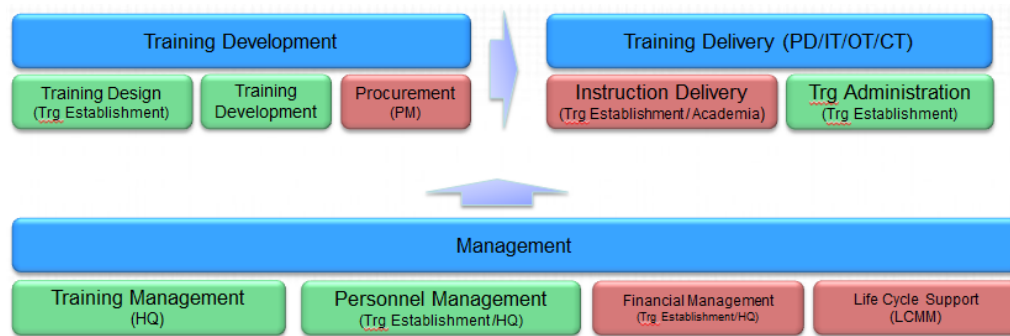 Training Development
Training Delivery (PD/IT/OT/CT)
Training Design
(Trg Establishment)
Training
Development
Procurement
(PM)
Instruction Delivery
(Trg Establishment/Academia)
Trg Administration
(Trg Establishment)
Management
Training Management
(HQ)
Personnel Management
(Trg Establishment/HQ)
Financial Management
(Trg Establishment/HQ)
Life Cycle Support
(LCMM)